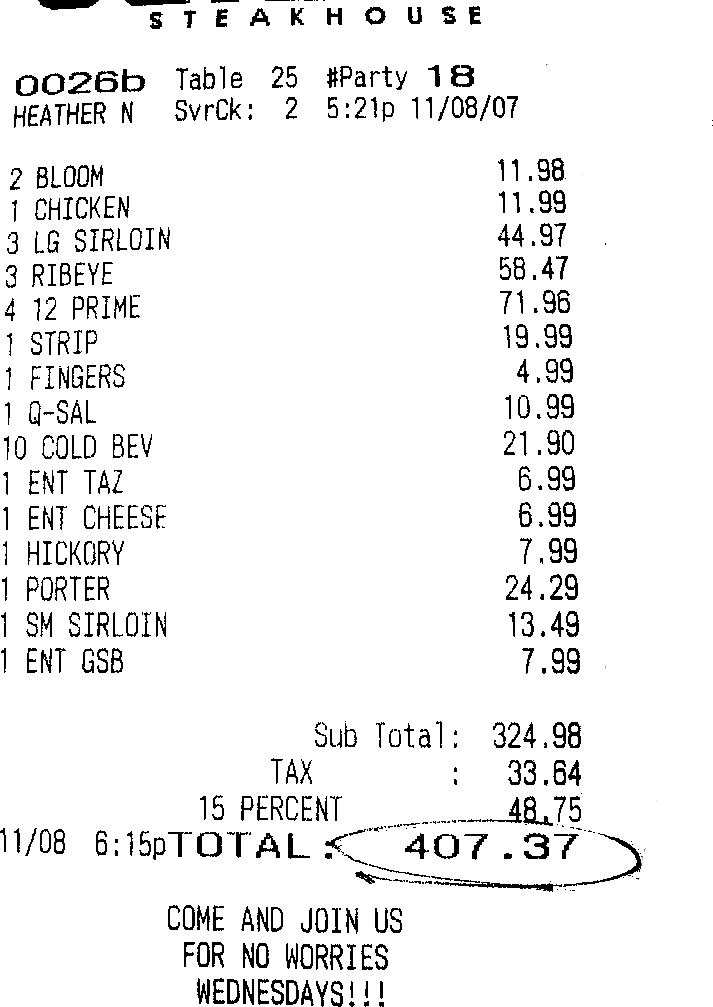 STEAKHOUSE
0026b Table 25 #Party 18
HEATHER N SvrCk: 2 5:21p 11/08/07
2 BLOOM 11.98
1 CHICKEN 11.99
3 LG SIRLOIN 44.97
3 RIBEYE 58.47
4 12 PRIME 71.96
1 STRIP 19.99
1 FINGERS 4.99
1 Q-SAL 10.99
10 COLD BEV 21.90
1 ENT TAZ 6.99
1 ENT CHEESE 6.99
1 HICKORY 7.99
1 PORTER 24.29
1 SM SIRLOIN 13.49
1 ENT GSB 7.99
Sub Total: 324.98
TAX : 33.64
15 PERCENT 48.75
11/08 6:15pTOTAL: 407.37
COME AND JOIN US
FOR NO WORRIES
WEDNESDAYS!!!